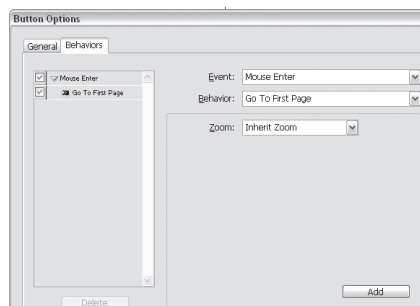 Button Options
General Behaviors
Mouse Enter
Go To First Page
Event: Mouse Enter
Behavior: Go To First Page
Zoom: Inherit Zoom
Add
Delete